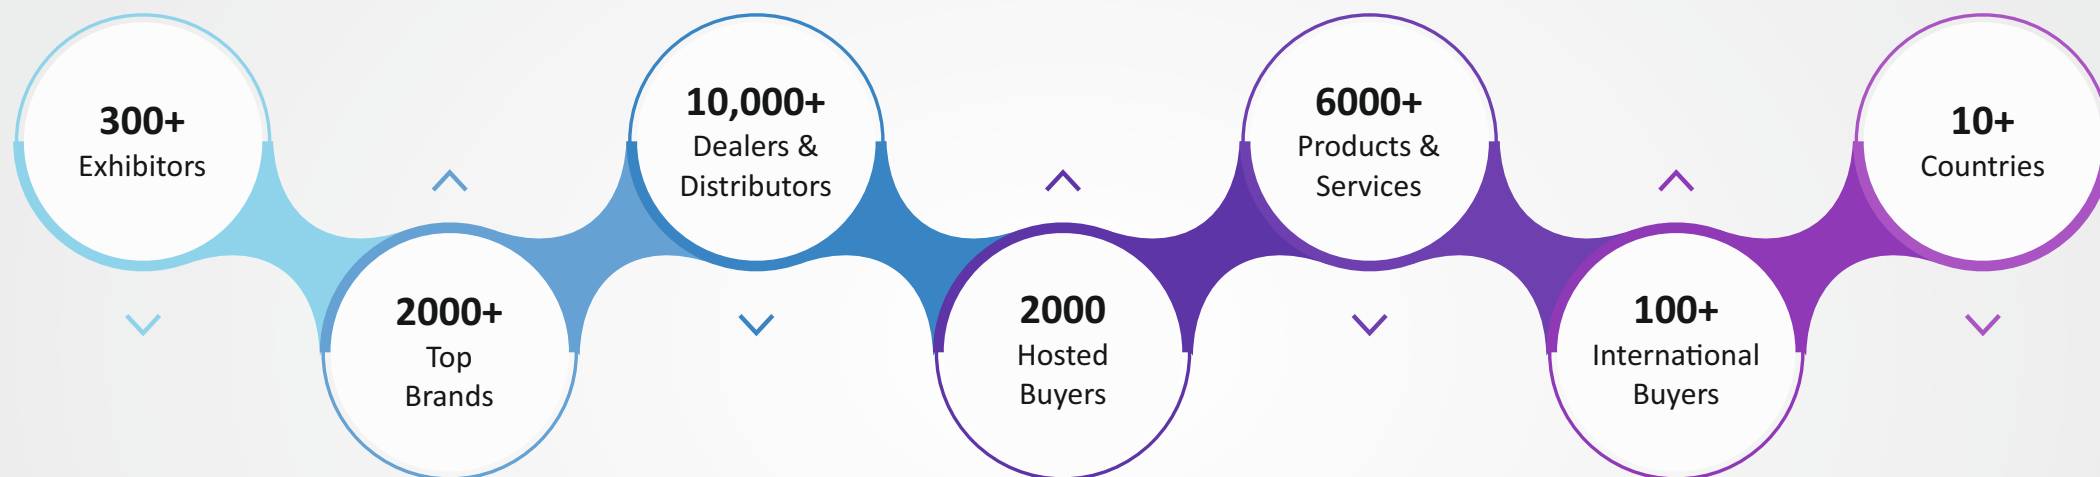 300+
Exhibitors
2000+
Top
Brands
10,000+
Dealers &
Distributors
2000
Hosted
Buyers
6000+
Products &
Services
100+
International
Buyers
10+
Countries